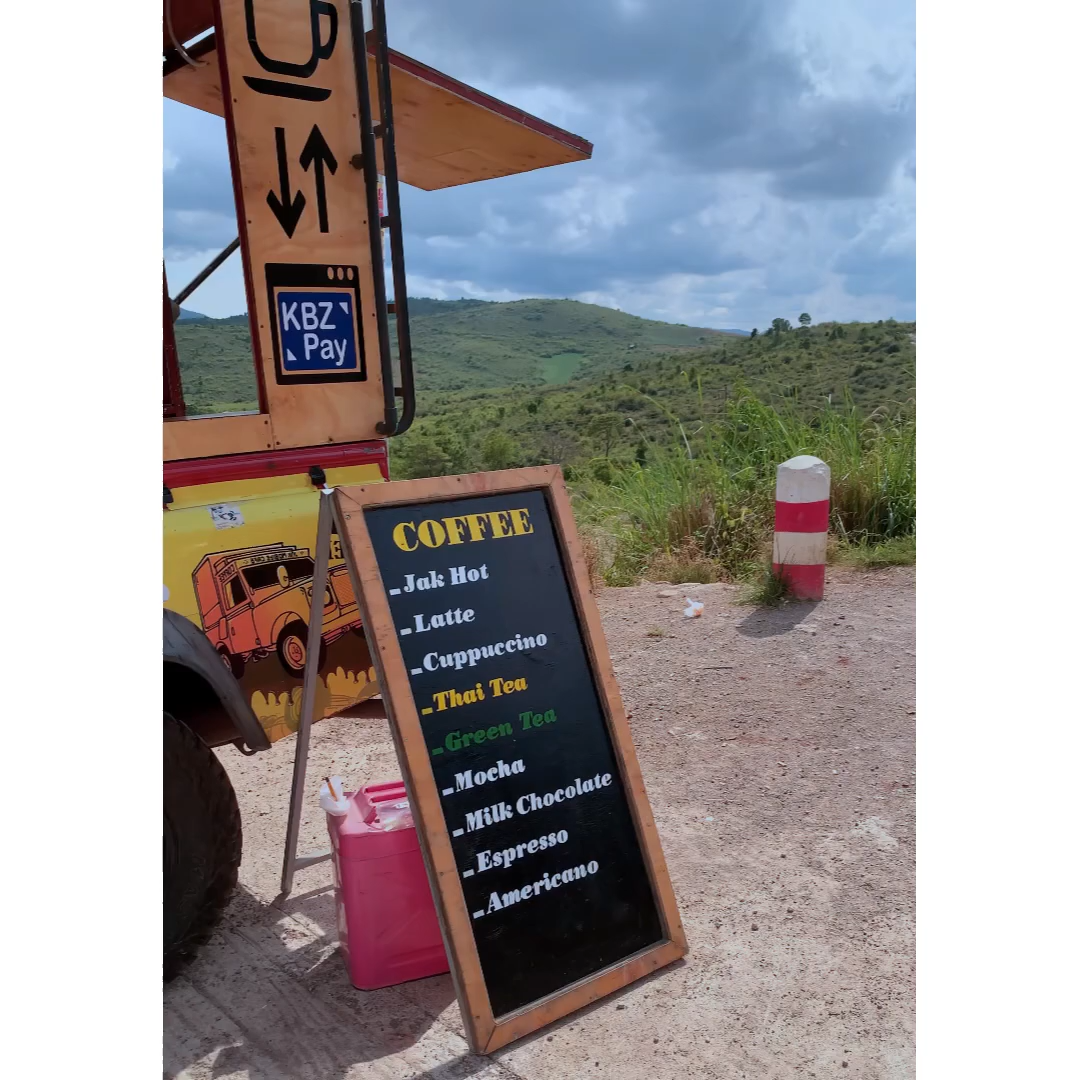 KBZ
Pay
COFFEE
-Jak Hot
-Latte
-Cuppuccino
-Thai Tea
-Green Tea
-Mocha
-Milk Chocolate
-Espresso
-Americano